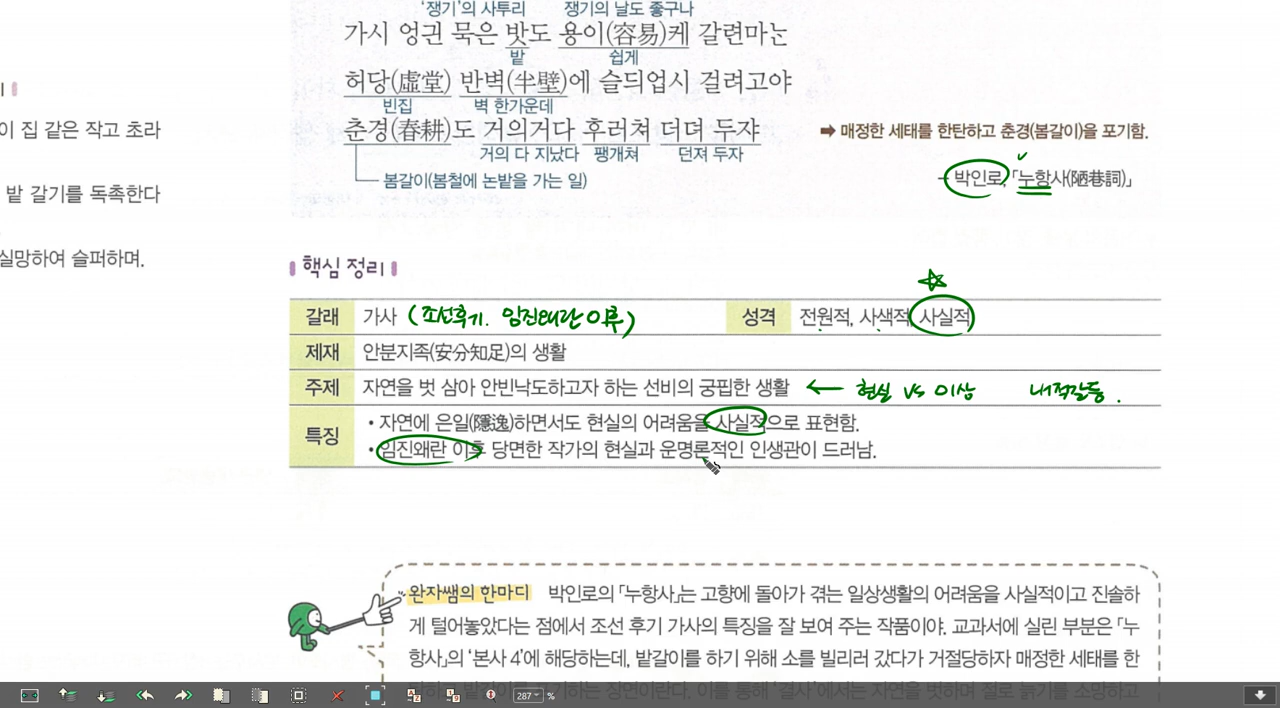 '쟁기'의 사투리 쟁기의 날도 좋구나
가시 엉긘 묵은 밧도 용이(容易)케 갈련마는
밭 쉽게
허당(虛堂) 반벽(半壁)에 슬듸업시 걸려고야
빈집 벽 한가운데
춘경(春耕)도 거의거다 후리쳐 더뎌 두쟈
거의 다 지났다 팽개쳐 던져 두자
봄갈이(봄철에 논밭을 가는 일)
➡ 매정한 세태를 한탄하고 춘경(봄갈이)을 포기함.
- 박인로, 「누항사(陋巷詞)」
이 집 같은 작고 초라
밭 갈기를 독촉한다
실망하여 슬퍼하며.
핵심 정리
갈래 가사 (조선후기. 임진왜란 이후) 성격 전원적, 사색적, 사실적
제재 안분지족(安分知足)의 생활
주제 자연을 벗 삼아 안빈낙도하고자 하는 선비의 궁핍한 생활 ← 현실 vs 이상 내적갈등.
특징 • 자연에 은일(隱逸)하면서도 현실의 어려움을 사실적으로 표현함.
• 임진왜란 이후 당면한 작가의 현실과 운명론적인 인생관이 드러남.
완자쌤의 한마디 박인로의 「누항사」는 고향에 돌아가 겪는 일상생활의 어려움을 사실적이고 진솔하
게 털어놓았다는 점에서 조선 후기 가사의 특징을 잘 보여 주는 작품이야. 교과서에 실린 부분은 「누
항사」의 '본사 4'에 해당하는데, 밭갈이를 하기 위해 소를 빌리러 갔다가 거절당하자 매정한 세태를 한
287 %